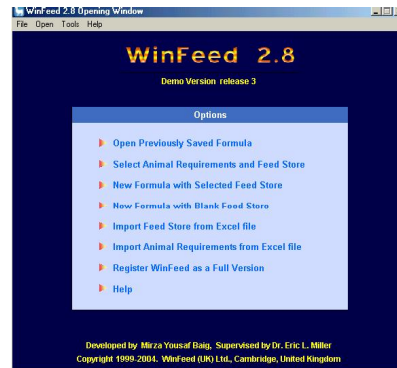 WinFeed 2.8 Opening Window
File Open Tools Help
WinFeed 2.8
Demo Version release 3
Options
Open Previously Saved Formula
Select Animal Requirements and Feed Store
New Formula with Selected Feed Store
New Formula with Blank Feed Store
Import Feed Store from Excel file
Import Animal Requirements from Excel file
Register WinFeed as a Full Version
Help
Developed by Mirza Yousaf Baig, Supervised by Dr. Eric L. Miller
Copyright 1999-2004. WinFeed (UK) Ltd., Cambridge, United Kingdom